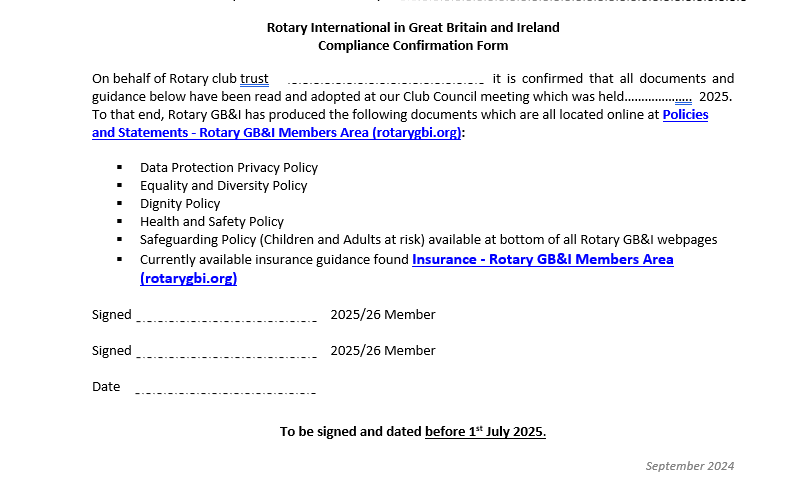 Rotary International in Great Britain and Ireland
Compliance Confirmation Form
On behalf of Rotary club trust it is confirmed that all documents and
guidance below have been read and adopted at our Club Council meeting which was held..................... 2025.
To that end, Rotary GB&I has produced the following documents which are all located online at Policies
and Statements - Rotary GB&I Members Area (rotarygbi.org):
▪ Data Protection Privacy Policy
▪ Equality and Diversity Policy
▪ Dignity Policy
▪ Health and Safety Policy
▪ Safeguarding Policy (Children and Adults at risk) available at bottom of all Rotary GB&I webpages
▪ Currently available insurance guidance found Insurance - Rotary GB&I Members Area
(rotarygbi.org)
Signed 2025/26 Member
Signed 2025/26 Member
Date
To be signed and dated before 1st July 2025.
September 2024